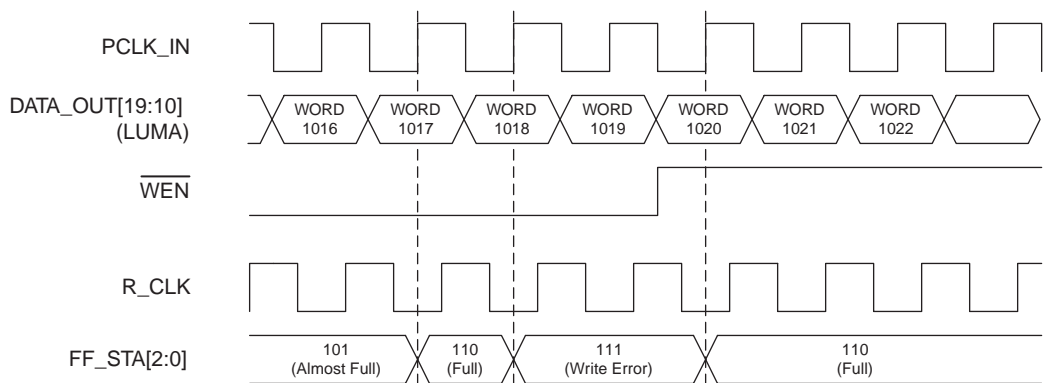 PCLK_IN
DATA_OUT[19:10]
(LUMA)
WORD
1016
WORD
1017
WORD
1018
WORD
1019
WORD
1020
WORD
1021
WORD
1022
WEN
R_CLK
FF_STA[2:0]
101
(Almost Full)
110
(Full)
111
(Write Error)
110
(Full)